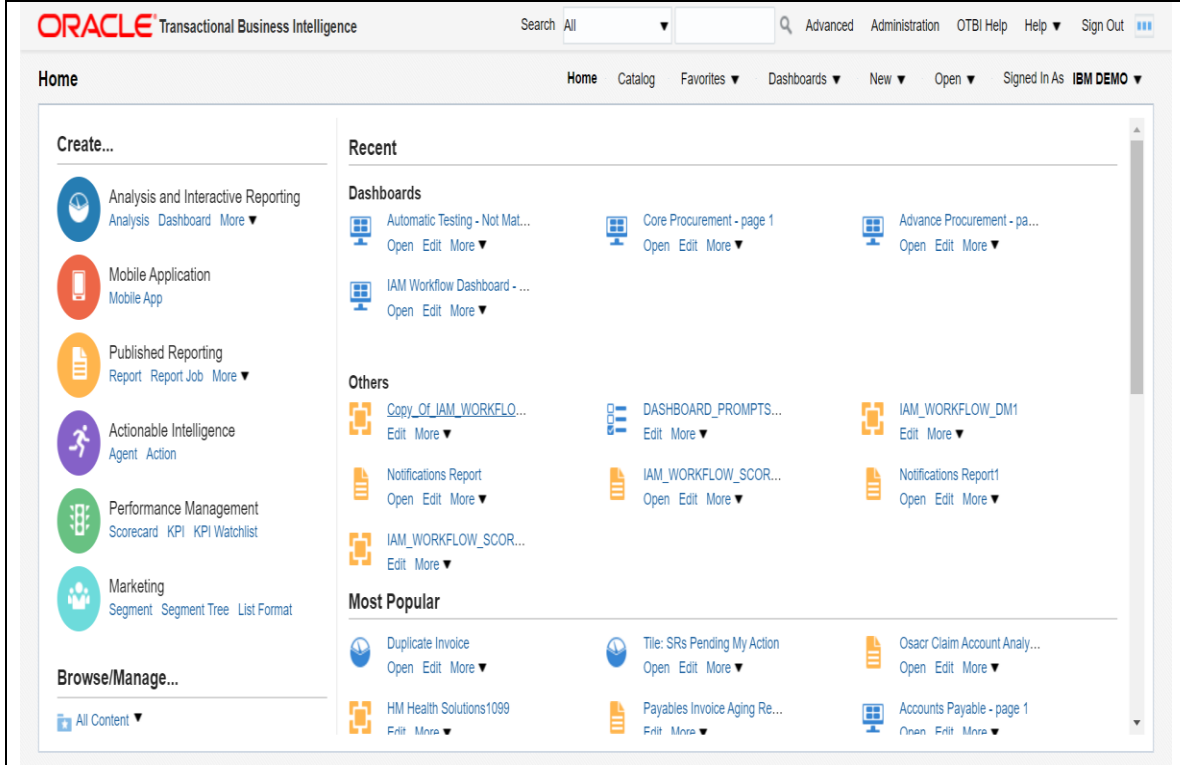 ORACLE® Transactional Business Intelligence
Search All ▼ Advanced Administration OTBI Help Help ▼ Sign Out
Home
Home Catalog Favorites ▼ Dashboards ▼ New ▼ Open ▼ Signed In As IBM DEMO ▼
Create...
Analysis and Interactive Reporting
Analysis Dashboard More ▼
Mobile Application
Mobile App
Published Reporting
Report Report Job More ▼
Actionable Intelligence
Agent Action
Performance Management
Scorecard KPI KPI Watchlist
Marketing
Segment Segment Tree List Format
Browse/Manage...
All Content ▼
Recent
Dashboards
Automatic Testing - Not Mat...
Open Edit More ▼
Core Procurement - page 1
Open Edit More ▼
Advance Procurement - pa...
Open Edit More ▼
IAM Workflow Dashboard - ...
Open Edit More ▼
Others
Copy_Of_IAM_WORKFLO...
Edit More ▼
DASHBOARD_PROMPTS...
Edit More ▼
IAM_WORKFLOW_DM1
Edit More ▼
Notifications Report
Open Edit More ▼
IAM_WORKFLOW_SCOR...
Open Edit More ▼
Notifications Report1
Open Edit More ▼
IAM_WORKFLOW_SCOR...
Edit More ▼
Most Popular
Duplicate Invoice
Open Edit More ▼
Tile: SRs Pending My Action
Open Edit More ▼
Osacr Claim Account Analy...
Open Edit More ▼
HM Health Solutions1099
Edit More ▼
Payables Invoice Aging Re...
Edit More ▼
Accounts Payable - page 1
Open Edit More ▼